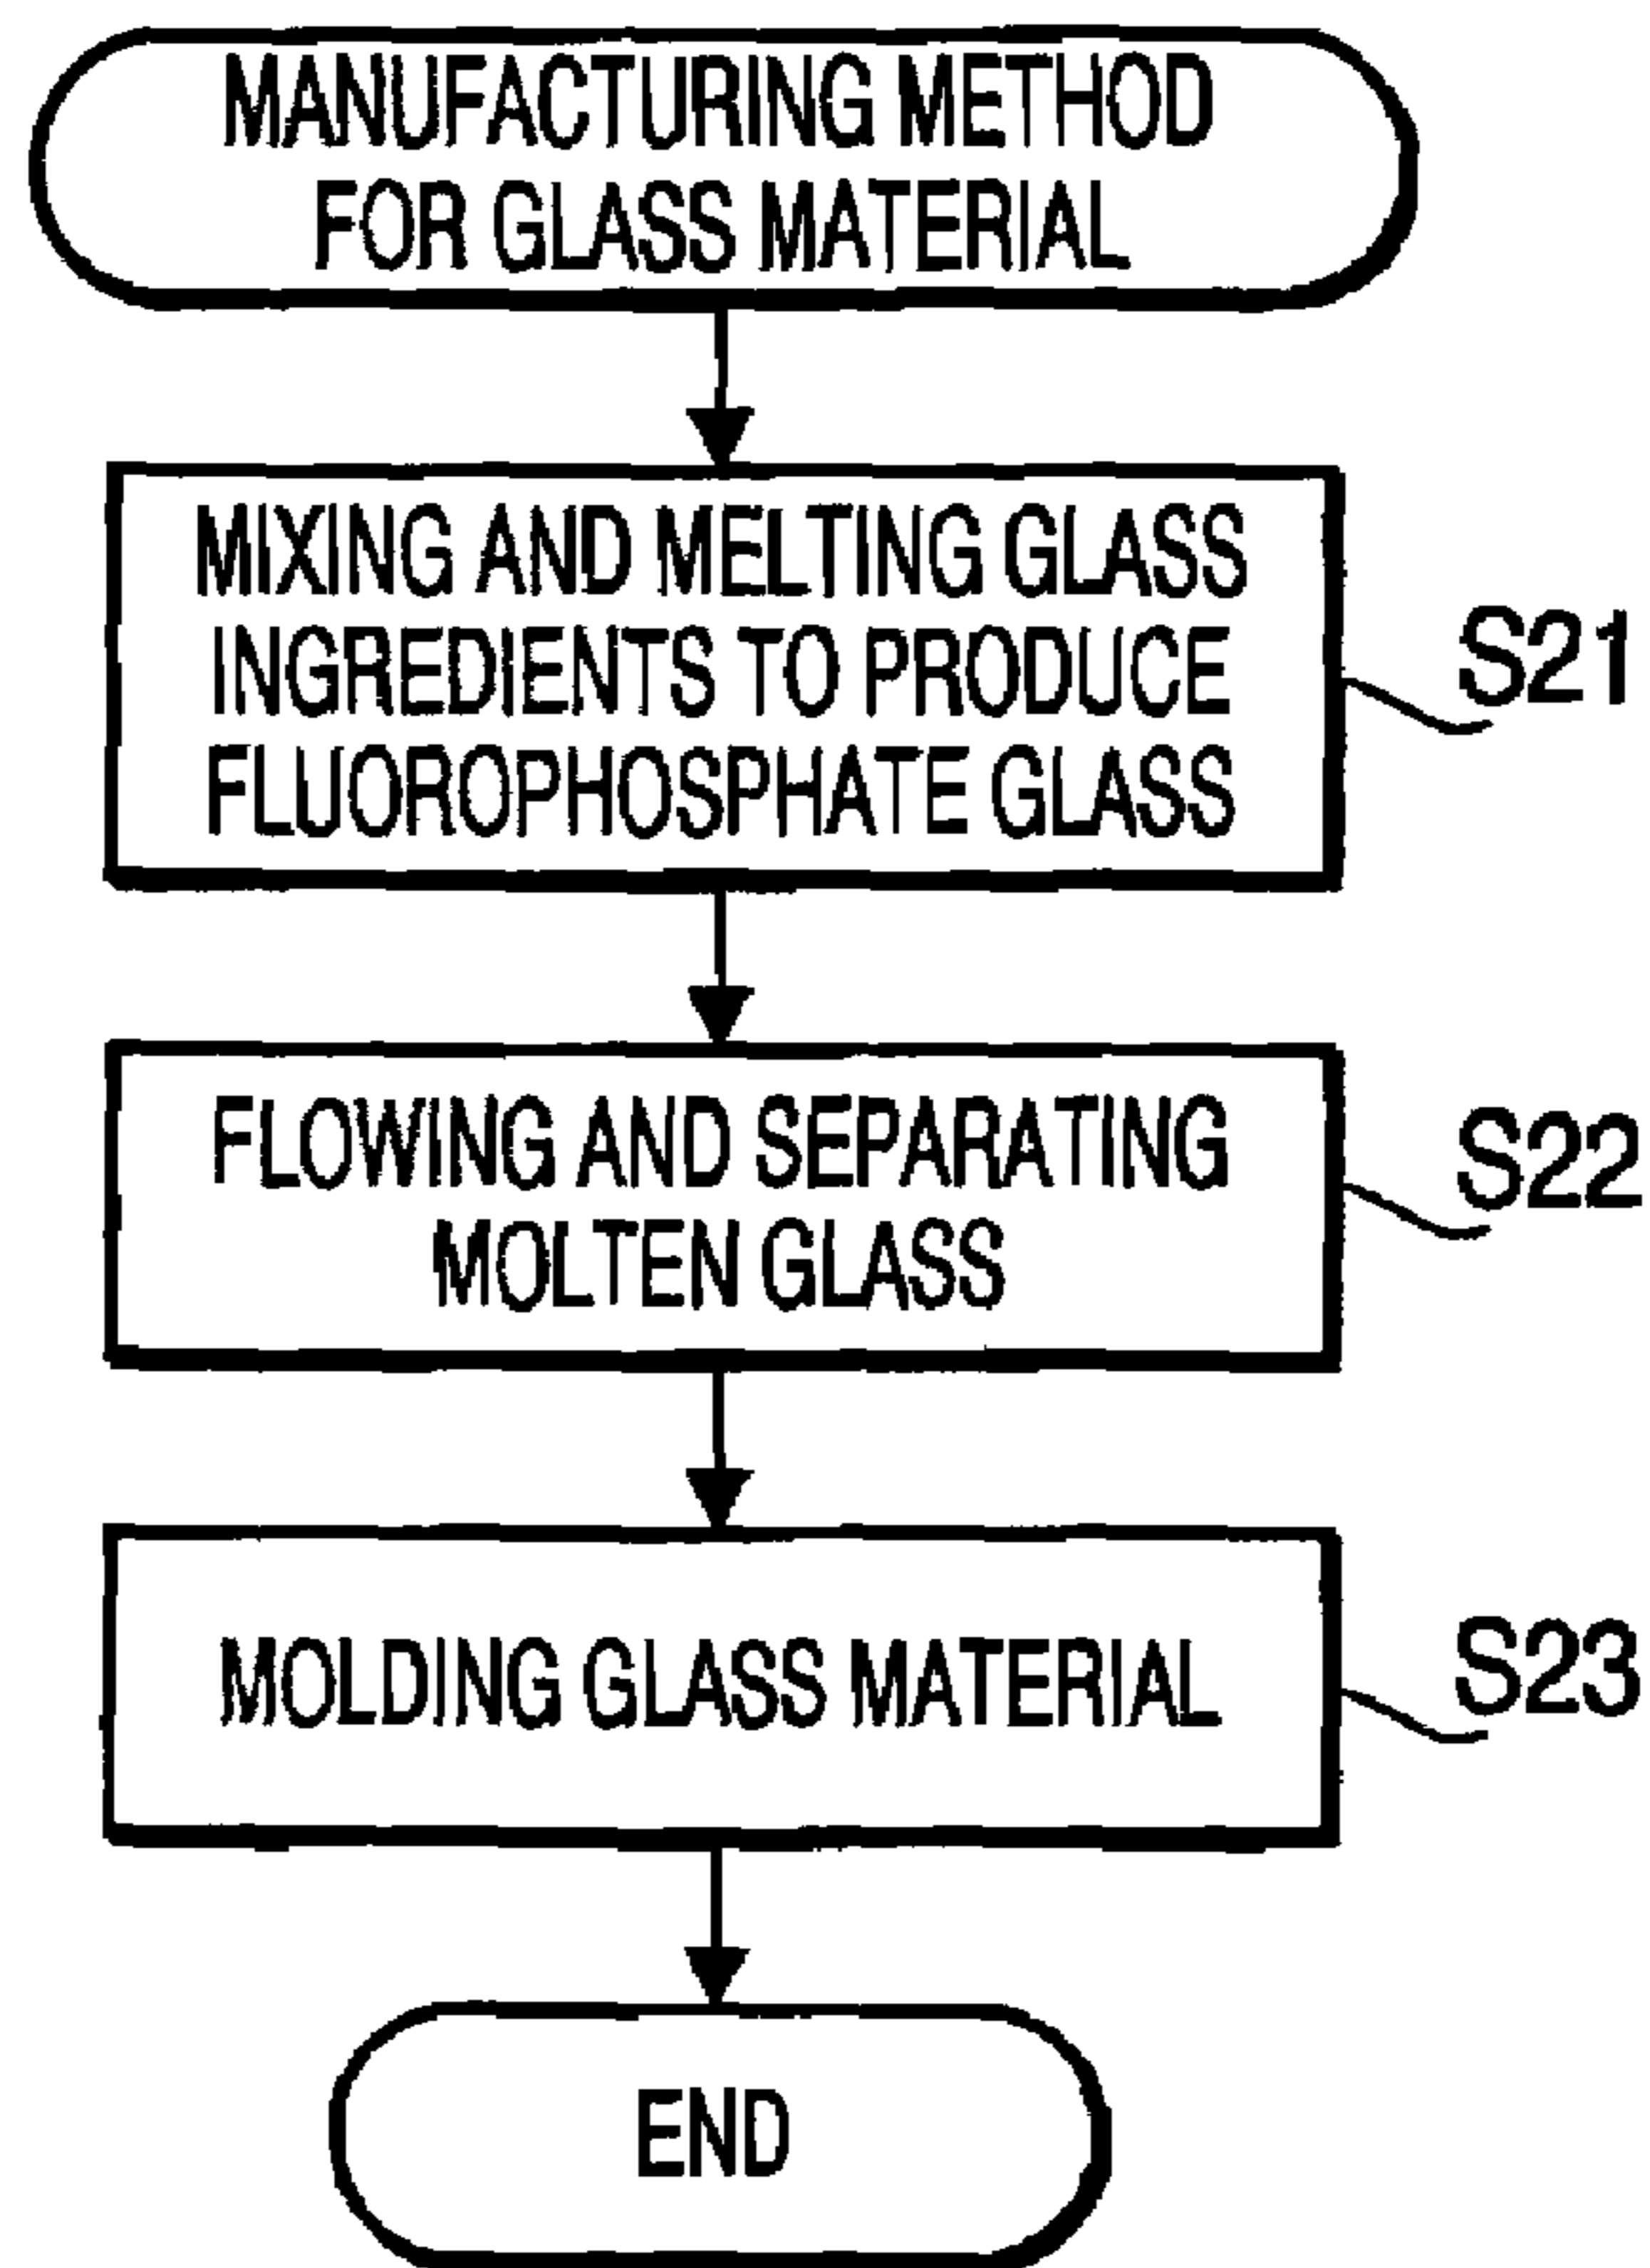 MANUFACTURING METHOD
FOR GLASS MATERIAL
MIXING AND MELTING GLASS
INGREDIENTS TO PRODUCE
FLUOROPHOSPHATE GLASS
S21
FLOWING AND SEPARATING
MOLTEN GLASS
S22
MOLDING GLASS MATERIAL
S23
END